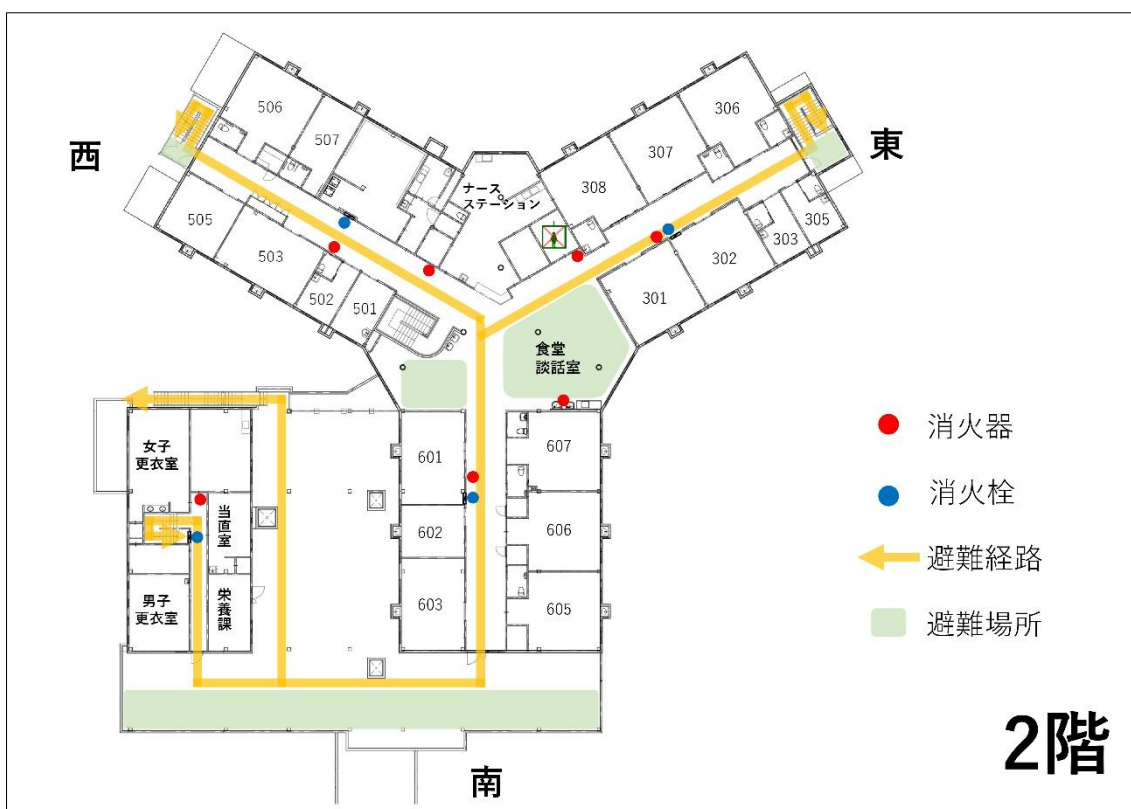 506
306
西
507
307
東
ナース
ステーション
308
505
305
303
503
302
502
301
501
食堂
談話室
607
消火器
女子
更衣室
601
消火栓
当直室
602
606
避難経路
男子
更衣室
栄養課
603
605
避難場所
2階
南